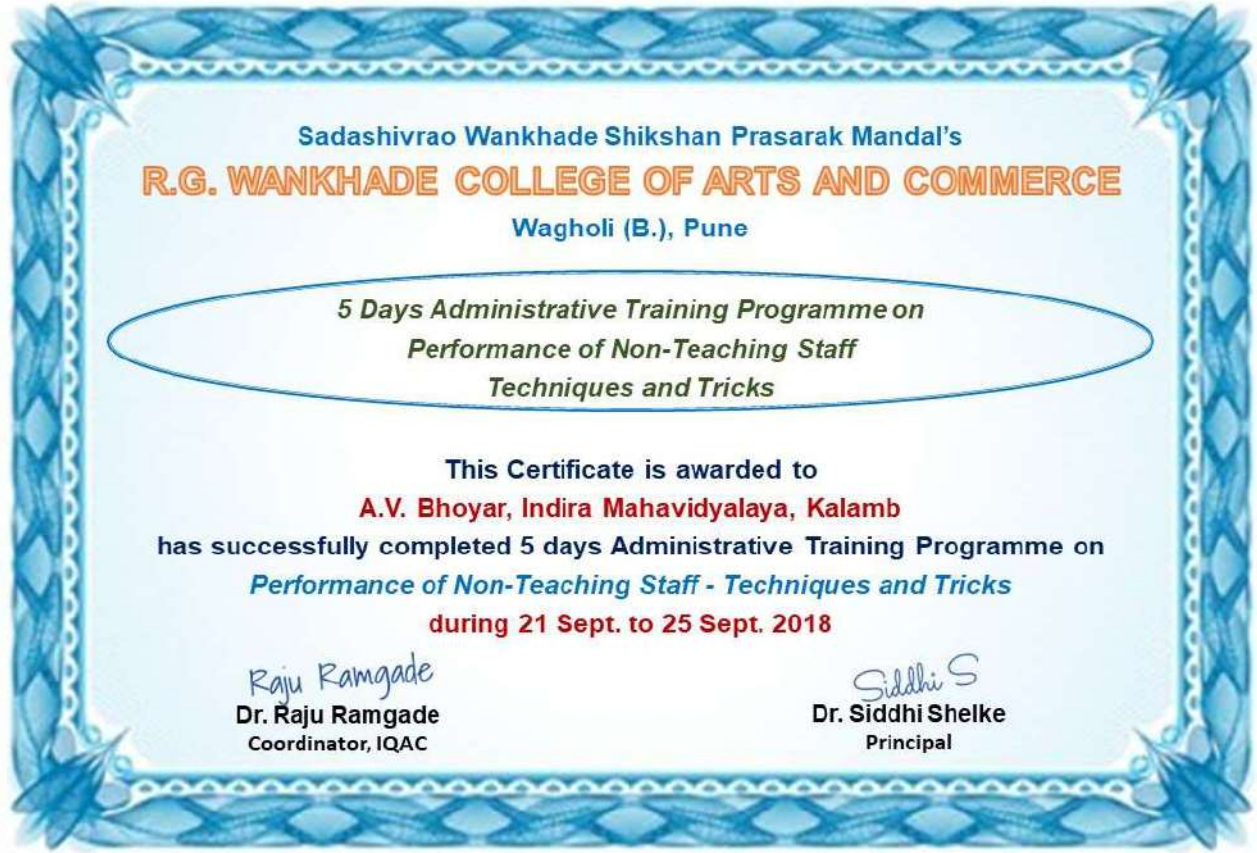 Sadashivrao Wankhade Shikshan Prasarak Mandal's
R.G. WANKHADE COLLEGE OF ARTS AND COMMERCE
Wagholi (B.), Pune
5 Days Administrative Training Programme on
Performance of Non-Teaching Staff
Techniques and Tricks
This Certificate is awarded to
A.V. Bhoyar, Indira Mahavidyalaya, Kalamb
has successfully completed 5 days Administrative Training Programme on
Performance of Non-Teaching Staff - Techniques and Tricks
during 21 Sept. to 25 Sept. 2018
Raju Ramgade
Dr. Raju Ramgade
Coordinator, IQAC
Siddhi S
Dr. Siddhi Shelke
Principal